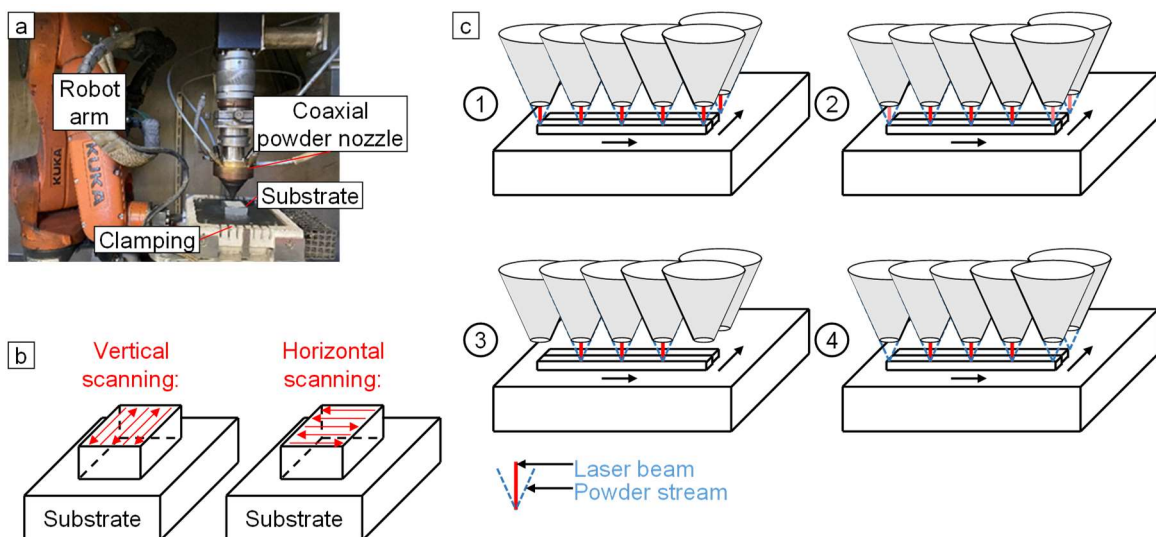 a
Robot
arm
Coaxial
powder nozzle
Substrate
Clamping
KUKA
KUKA
b
Vertical
scanning:
Horizontal
scanning:
Substrate
Substrate
c
1
2
3
4
Laser beam
Powder stream